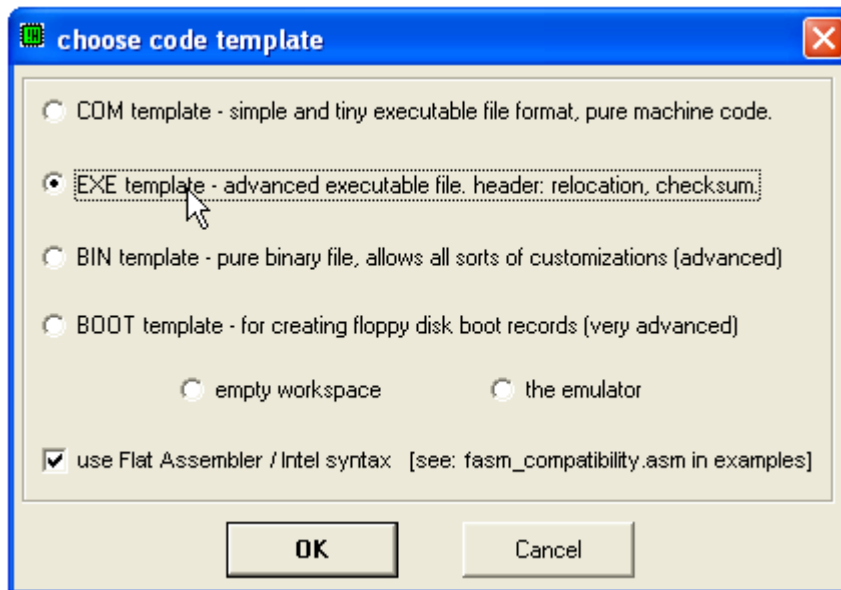 choose code template
COM template - simple and tiny executable file format, pure machine code.
EXE template - advanced executable file. header: relocation, checksum.
BIN template - pure binary file, allows all sorts of customizations (advanced)
BOOT template - for creating floppy disk boot records (very advanced)
empty workspace the emulator
use Flat Assembler / Intel syntax [see: fasm_compatibility.asm in examples]
OK Cancel